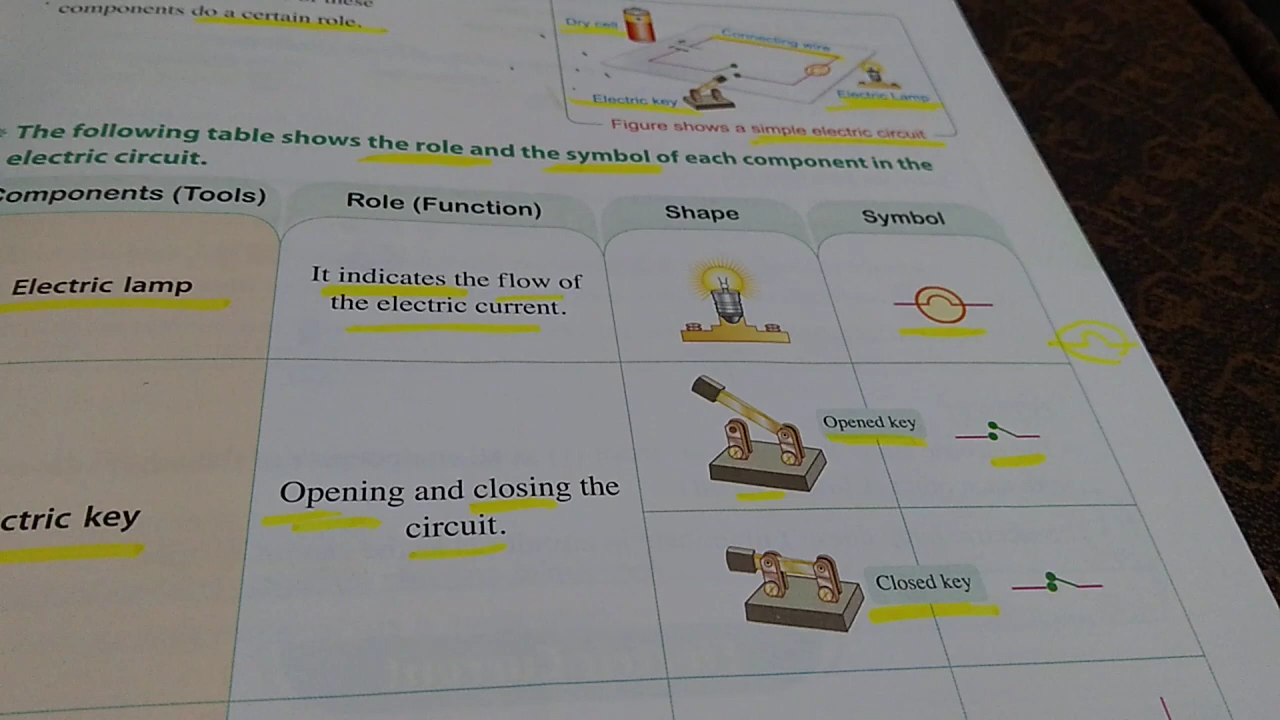 components do a certain role.
Dry cell
Connecting wire
Electric key
Electric Lamp
Figure shows a simple electric circuit
The following table shows the role and the symbol of each component in the
electric circuit.
Components (Tools)
Role (Function)
Shape
Symbol
Electric lamp
It indicates the flow of
the electric current.
Opened key
ctric key
Opening and closing the
circuit.
Closed key